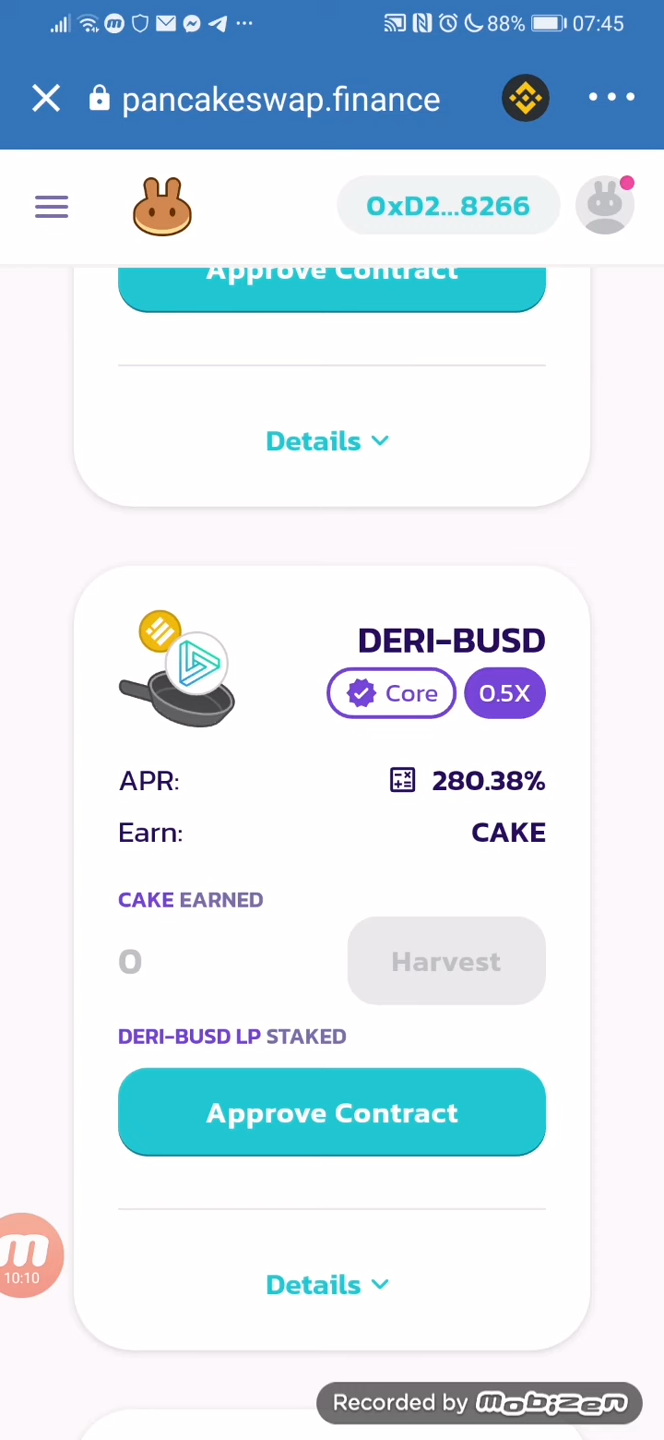 88% 07:45
pancakeswap.finance
0xD2...8266
Approve Contract
Details
DERI-BUSD
Core 0.5X
APR: 280.38%
Earn: CAKE
CAKE EARNED
0 Harvest
DERI-BUSD LP STAKED
Approve Contract
m
10:10
Details
Recorded by mobizen